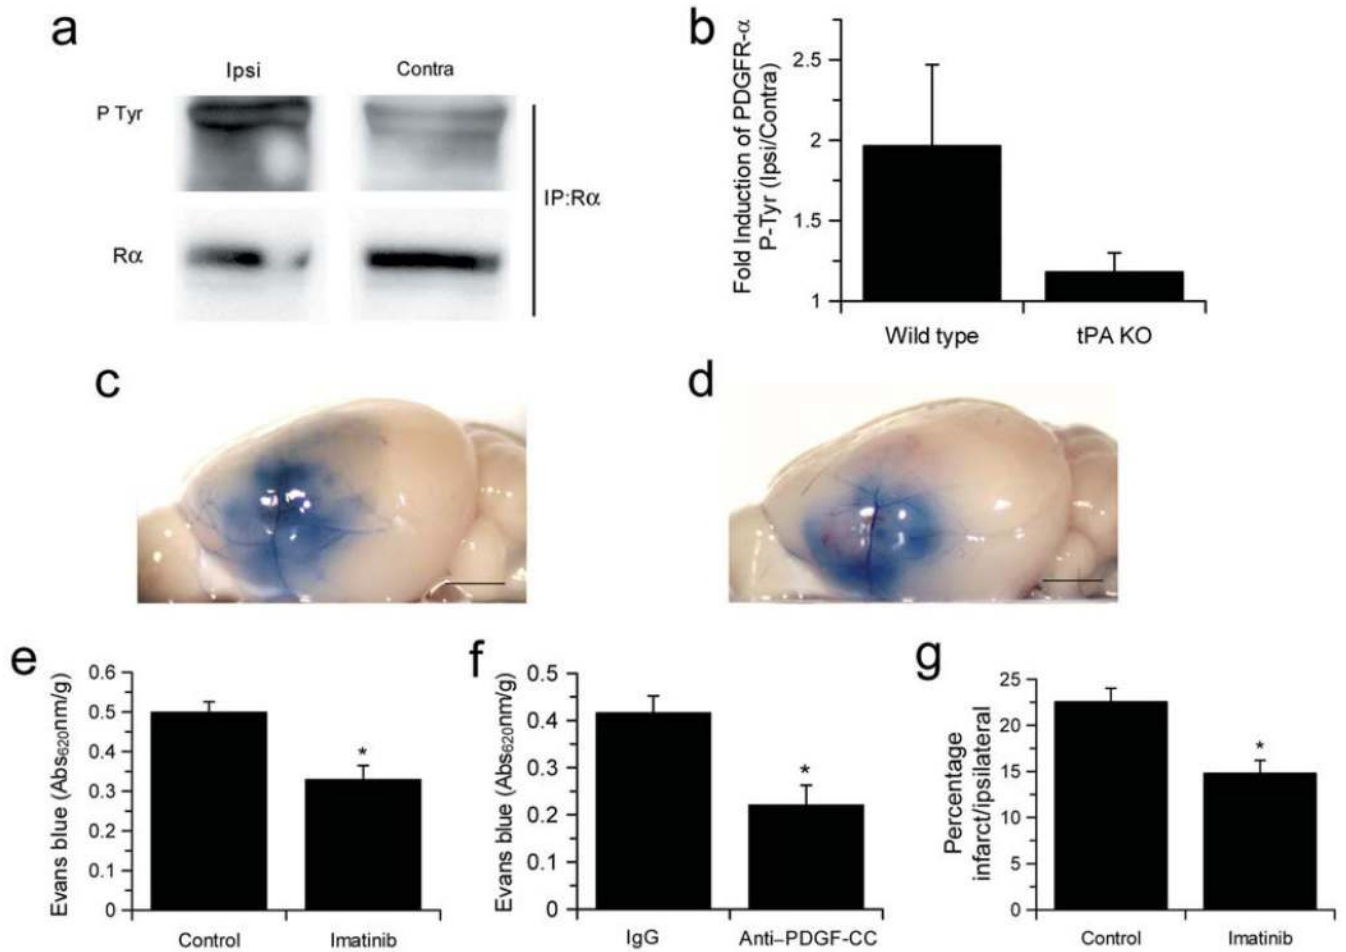 a
Ipsi Contra
P Tyr
Rα
IP:Rα
b
Fold Induction of PDGFR-α
P-Tyr (Ipsi/Contra)
2.5
2
1.5
1
Wild type tPA KO
c
d
e
Evans blue (Abs620nm/g)
0.6
0.5
0.4
0.3
0.2
0.1
0
*
Control Imatinib
f
Evans blue (Abs620nm/g)
0.5
0.4
0.3
0.2
0.1
0
*
IgG Anti–PDGF-CC
g
Percentage
infarct/ipsilateral
25
20
15
10
5
0
*
Control Imatinib